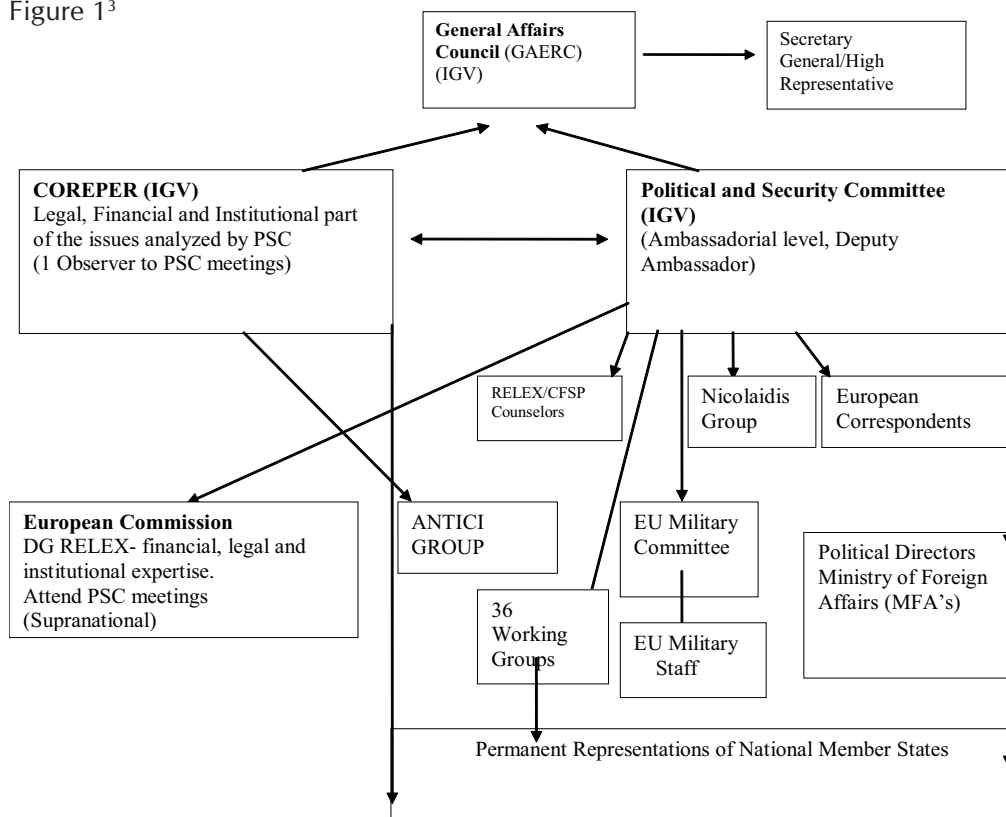 Figure 1³
General Affairs
Council (GAERC)
(IGV)
Secretary
General/High
Representative
COREPER (IGV)
Legal, Financial and Institutional part
of the issues analyzed by PSC
(1 Observer to PSC meetings)
Political and Security Committee
(IGV)
(Ambassadorial level, Deputy
Ambassador)
RELEX/CFSP
Counselors
Nicolaidis
Group
European
Correspondents
European Commission
DG RELEX- financial, legal and
institutional expertise.
Attend PSC meetings
(Supranational)
ANTICI
GROUP
EU Military
Committee
Political Directors
Ministry of Foreign
Affairs (MFA's)
36
Working
Groups
EU Military
Staff
Permanent Representations of National Member States